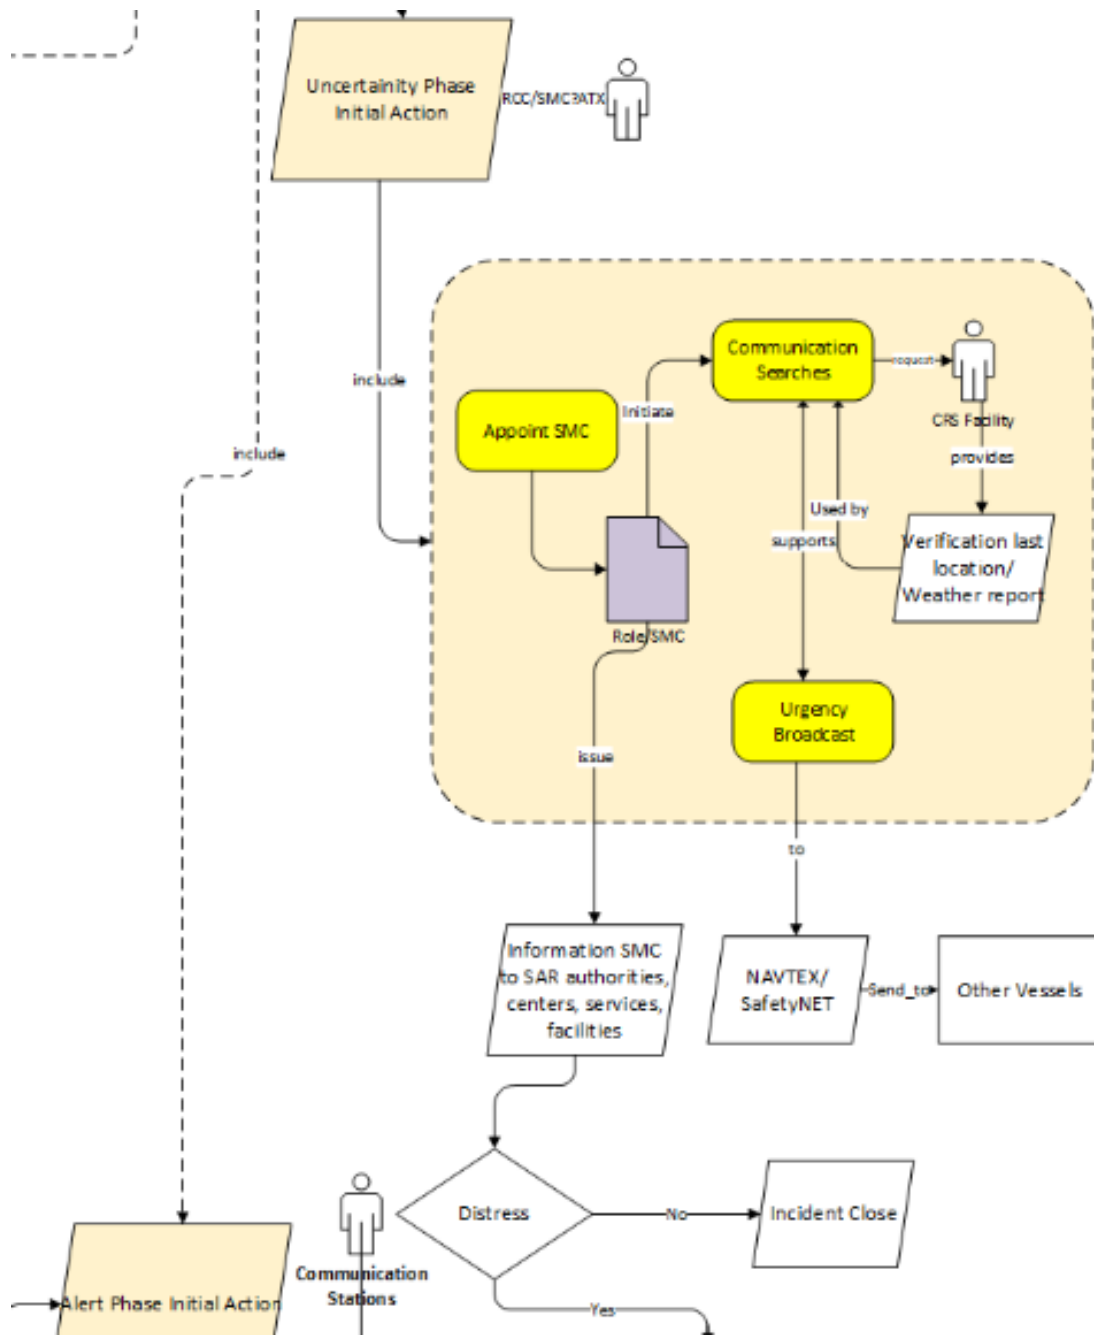 Uncertainity Phase
Initial Action
RCC/SMC?ATX
include
include
Communication
Searches
request
CRS Facility
provides
Initiate
Appoint SMC
Used by
supports
Verification last
location/
Weather report
Role/SMC
Urgency
Broadcast
issue
to
Information SMC
to SAR authorities,
centers, services,
facilities
NAVTEX/
SafetyNET
Send_to
Other Vessels
Distress
No
Incident Close
Communication
Stations
Alert Phase Initial Action
Yes